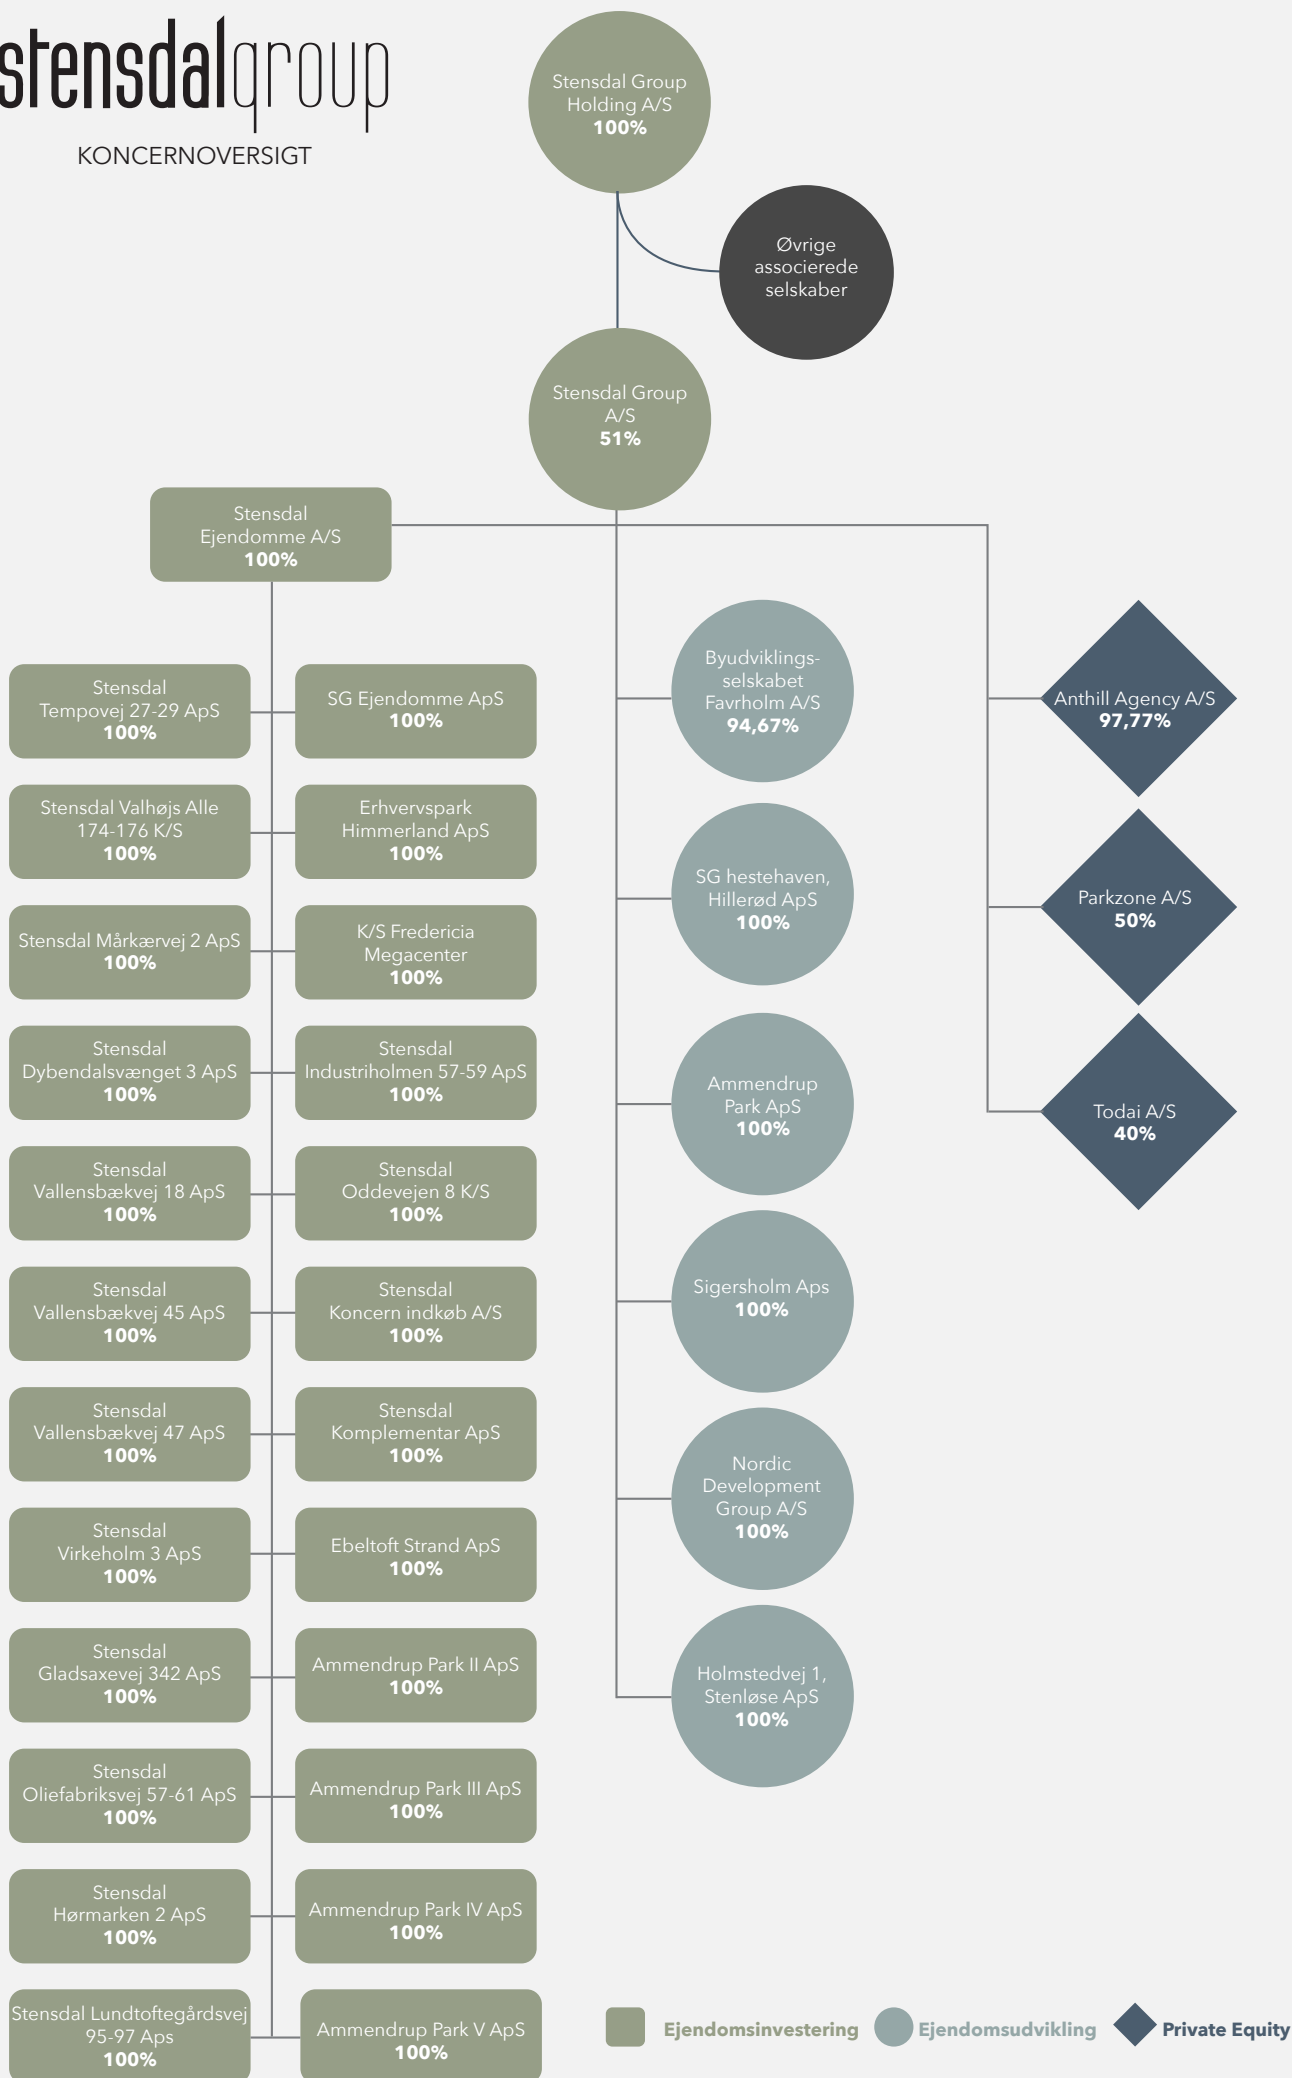 stensdalgroup
KONCERNOVERSIGT
Stensdal Group
Holding A/S
100%
Øvrige
associerede
selskaber
Stensdal Group
A/S
51%
Stensdal
Ejendomme A/S
100%
Stensdal
Tempovej 27-29 ApS
100%
SG Ejendomme ApS
100%
Stensdal Valhøjs Alle
174-176 K/S
100%
Erhvervspark
Himmerland ApS
100%
Stensdal Mårkærvej 2 ApS
100%
K/S Fredericia
Megacenter
100%
Stensdal
Dybendalsvænget 3 ApS
100%
Stensdal
Industriholmen 57-59 ApS
100%
Stensdal
Vallensbækvej 18 ApS
100%
Stensdal
Oddevejen 8 K/S
100%
Stensdal
Vallensbækvej 45 ApS
100%
Stensdal
Koncern indkøb A/S
100%
Stensdal
Vallensbækvej 47 ApS
100%
Stensdal
Komplementar ApS
100%
Stensdal
Virkeholm 3 ApS
100%
Ebeltoft Strand ApS
100%
Stensdal
Gladsaxevej 342 ApS
100%
Ammendrup Park II ApS
100%
Stensdal
Oliefabriksvej 57-61 ApS
100%
Ammendrup Park III ApS
100%
Stensdal
Hørmarken 2 ApS
100%
Ammendrup Park IV ApS
100%
Stensdal Lundtoftegårdsvej
95-97 Aps
100%
Ammendrup Park V ApS
100%
Byudviklings-
selskabet
Favrholm A/S
94,67%
SG hestehaven,
Hillerød ApS
100%
Ammendrup
Park ApS
100%
Sigersholm Aps
100%
Nordic
Development
Group A/S
100%
Holmstedvej 1,
Stenløse ApS
100%
Anthill Agency A/S
97,77%
Parkzone A/S
50%
Todai A/S
40%
Ejendomsinvestering
Ejendomsudvikling
Private Equity